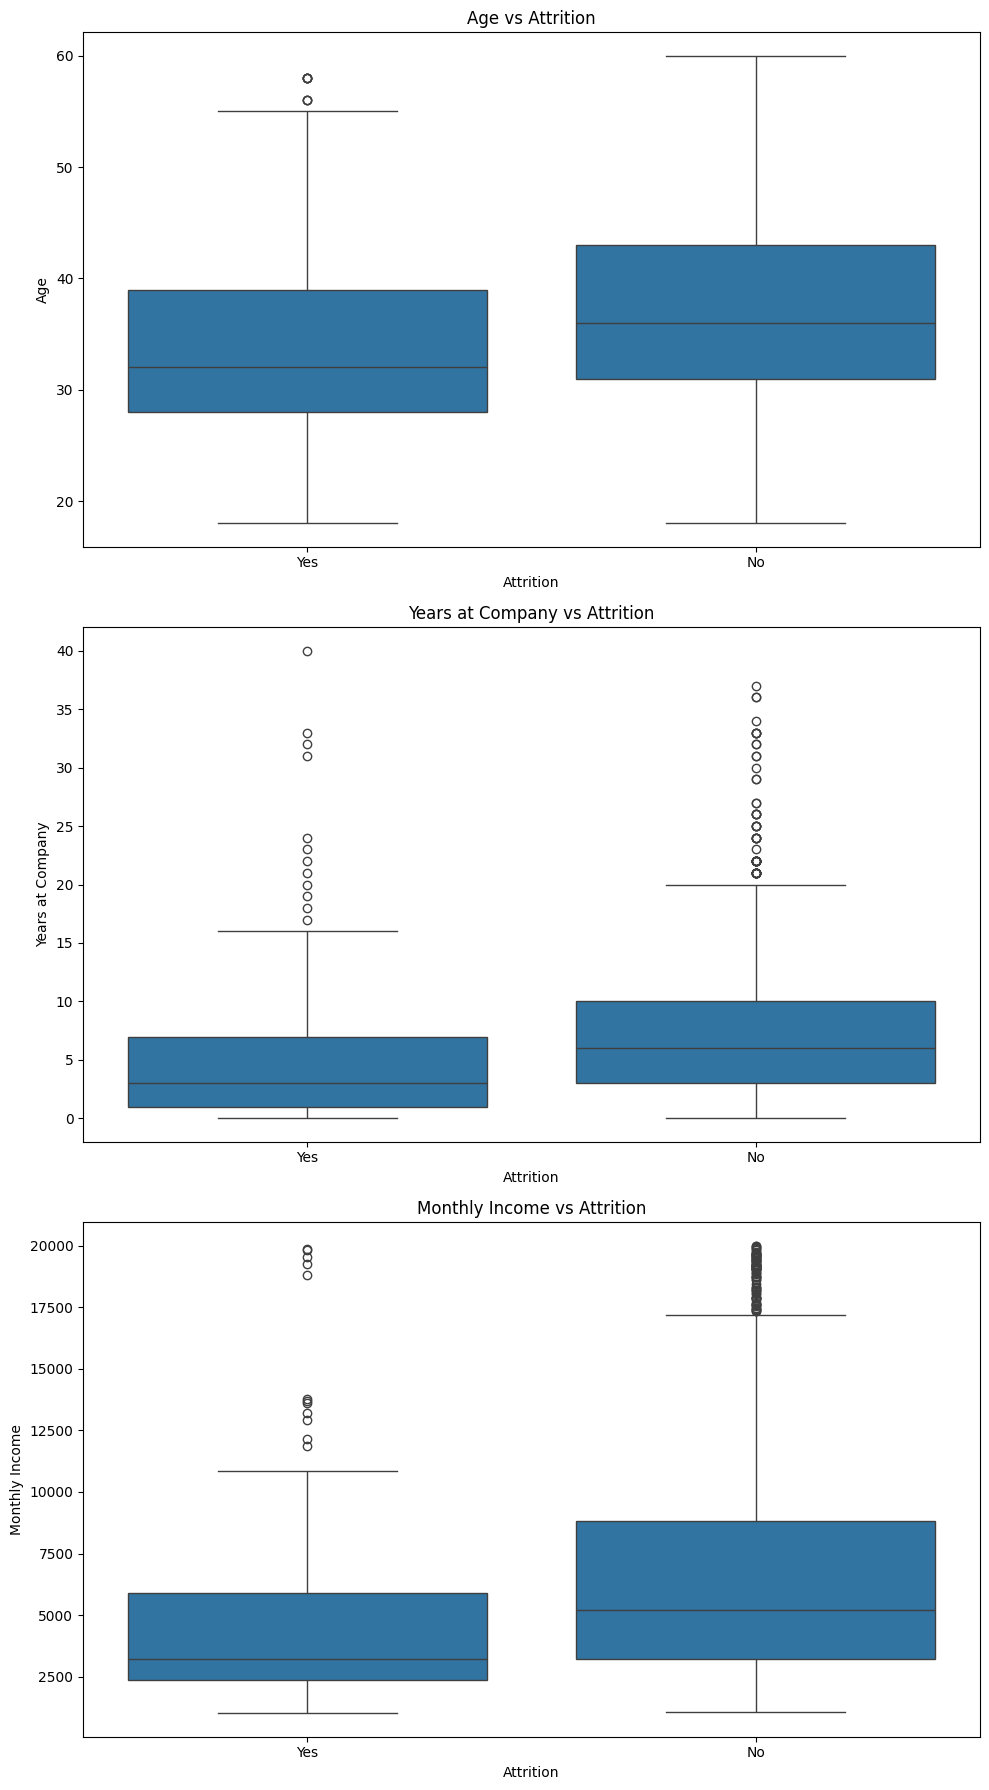 Age vs Attrition
60
50
40
30
20
Age
Yes
No
Attrition
Years at Company vs Attrition
40
35
30
25
20
15
10
5
0
Years at Company
Yes
No
Attrition
Monthly Income vs Attrition
20000
17500
15000
12500
10000
7500
5000
2500
Monthly Income
Yes
No
Attrition